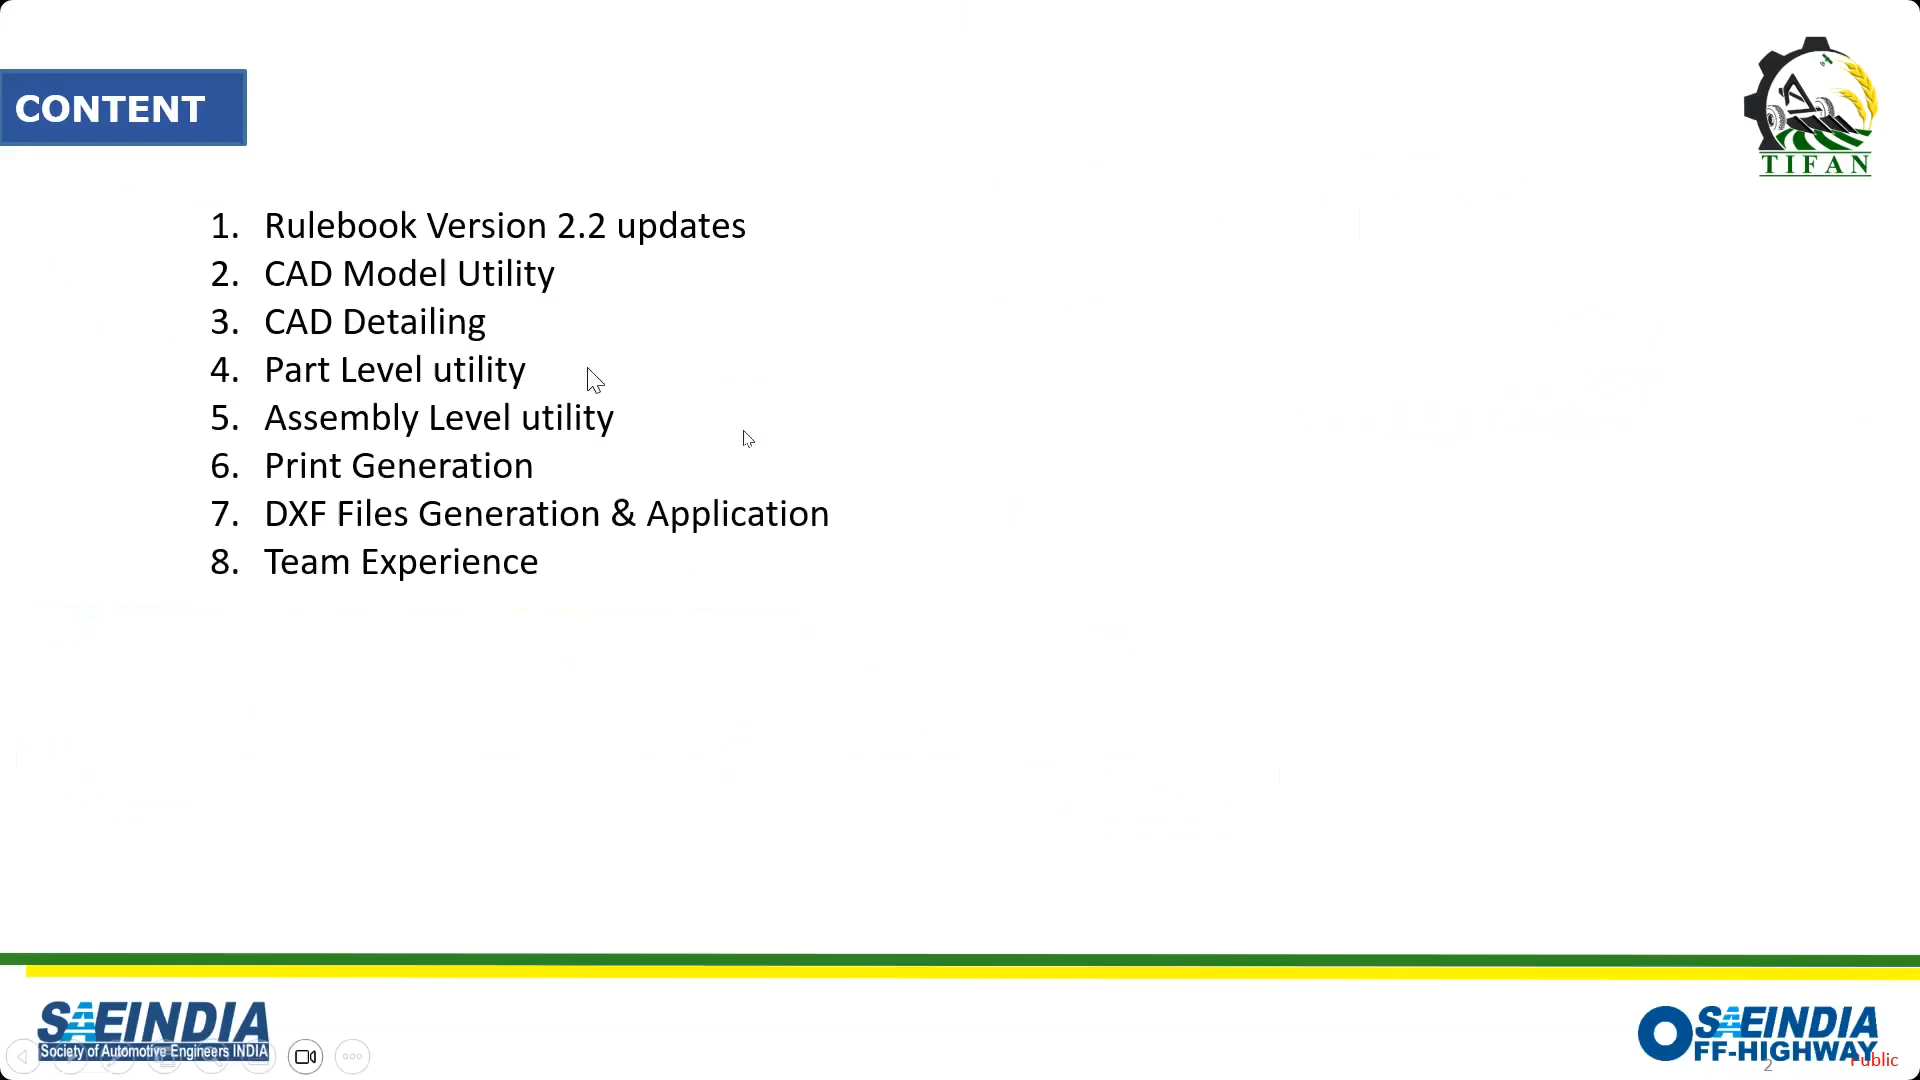 CONTENT
TIFAN
1. Rulebook Version 2.2 updates
2. CAD Model Utility
3. CAD Detailing
4. Part Level utility
5. Assembly Level utility
6. Print Generation
7. DXF Files Generation & Application
8. Team Experience
SAEINDIA
Society of Automotive Engineers INDIA
SAEINDIA
OFF-HIGHWAY
2
Public